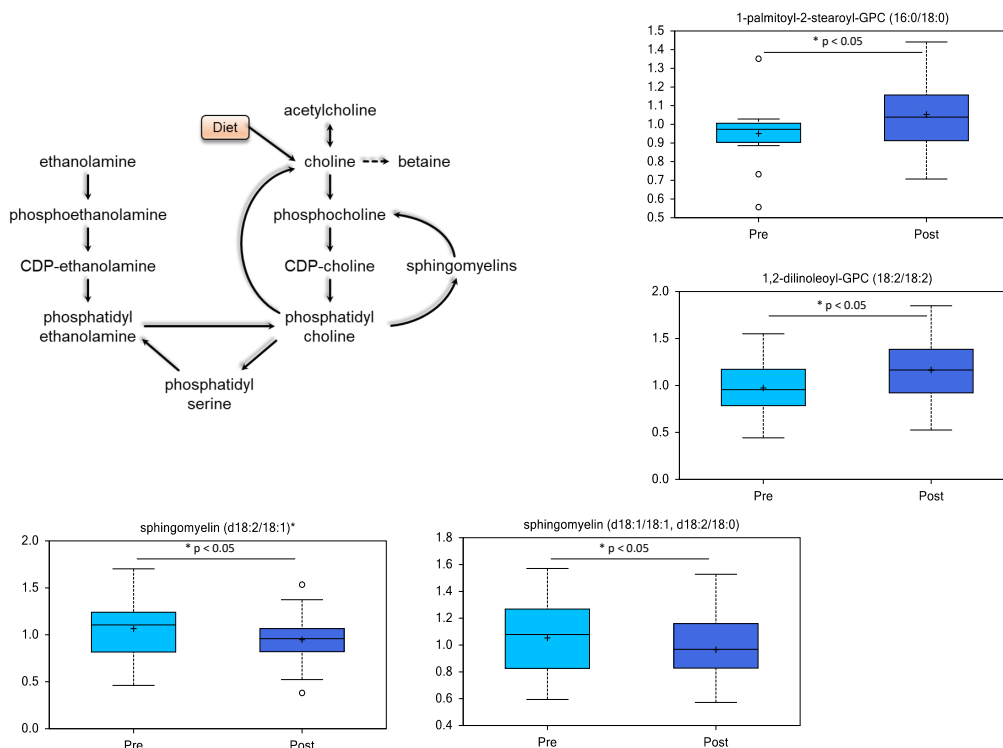 acetylcholine
Diet
ethanolamine
choline
betaine
phosphoethanolamine
phosphocholine
CDP-ethanolamine
CDP-choline
sphingomyelins
phosphatidyl
ethanolamine
phosphatidyl
choline
phosphatidyl
serine
1-palmitoyl-2-stearoyl-GPC (16:0/18:0)
* p < 0.05
1.5
1.4
1.3
1.2
1.1
1.0
0.9
0.8
0.7
0.6
0.5
Pre
Post
1,2-dilinoleoyl-GPC (18:2/18:2)
* p < 0.05
2.0
1.5
1.0
0.5
0.0
Pre
Post
sphingomyelin (d18:2/18:1)*
* p < 0.05
2.0
1.5
1.0
0.5
0.0
Pre
Post
sphingomyelin (d18:1/18:1, d18:2/18:0)
* p < 0.05
1.8
1.6
1.4
1.2
1.0
0.8
0.6
0.4
Pre
Post